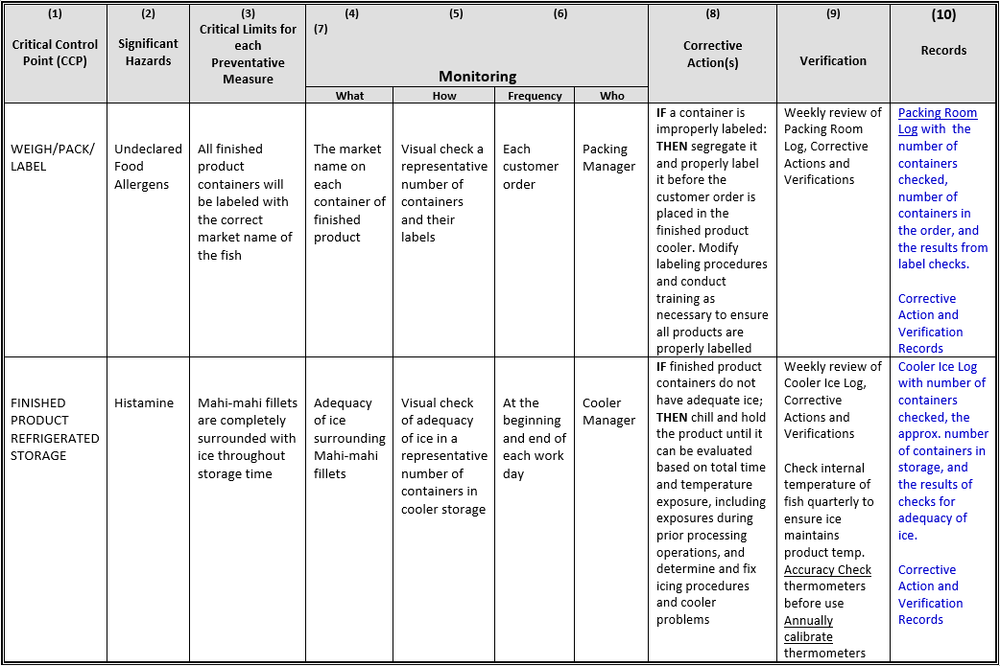 (1)
Critical Control
Point (CCP)
(2)
Significant
Hazards
(3)
Critical Limits for
each
Preventative
Measure
(4) (5) (6)
(7)
Monitoring
What
How
Frequency
Who
(8)
Corrective
Action(s)
(9)
Verification
(10)
Records
WEIGH/PACK/
LABEL
Undeclared
Food
Allergens
All finished
product
containers will
be labeled with
the correct
market name of
the fish
The market
name on
each
container of
finished
product
Visual check a
representative
number of
containers
and their
labels
Each
customer
order
Packing
Manager
IF a container is
improperly labeled:
THEN segregate it
and properly label
it before the
customer order is
placed in the
finished product
cooler. Modify
labeling procedures
and conduct
training as
necessary to ensure
all products are
properly labelled
Weekly review of
Packing Room
Log, Corrective
Actions and
Verifications
Packing Room
Log with the
number of
containers
checked,
number of
containers in
the order, and
the results from
label checks.
Corrective
Action and
Verification
Records
FINISHED
PRODUCT
REFRIGERATED
STORAGE
Histamine
Mahi-mahi fillets
are completely
surrounded with
ice throughout
storage time
Adequacy
of ice
surrounding
Mahi-mahi
fillets
Visual check
of adequacy
of ice in a
representative
number of
containers in
cooler storage
At the
beginning
and end of
each work
day
Cooler
Manager
IF finished product
containers do not
have adequate ice;
THEN chill and hold
the product until it
can be evaluated
based on total time
and temperature
exposure, including
exposures during
prior processing
operations, and
determine and fix
icing procedures
and cooler
problems
Weekly review of
Cooler Ice Log,
Corrective
Actions and
Verifications
Check internal
temperature of
fish quarterly to
ensure ice
maintains
product temp.
Accuracy Check
thermometers
before use
Annually
calibrate
thermometers
Cooler Ice Log
with number of
containers
checked, the
approx. number
of containers in
storage, and
the results of
checks for
adequacy of
ice.
Corrective
Action and
Verification
Records